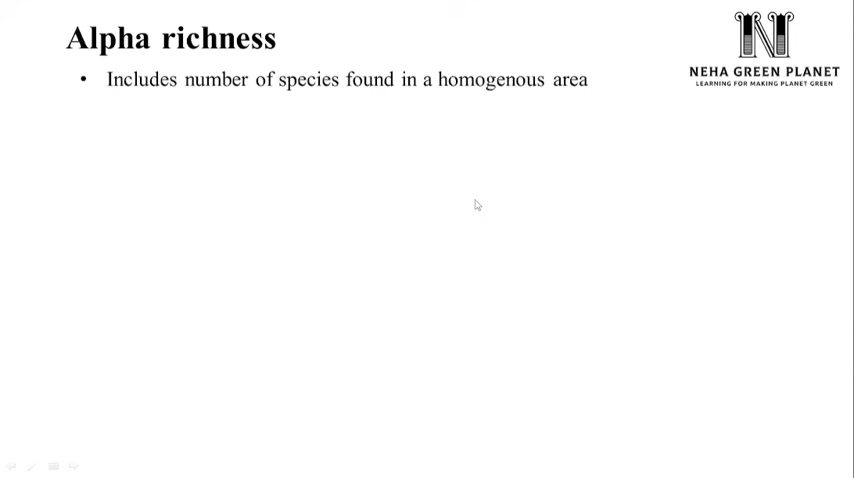 Alpha richness
• Includes number of species found in a homogenous area
N
NEHA GREEN PLANET
LEARNING FOR MAKING PLANET GREEN